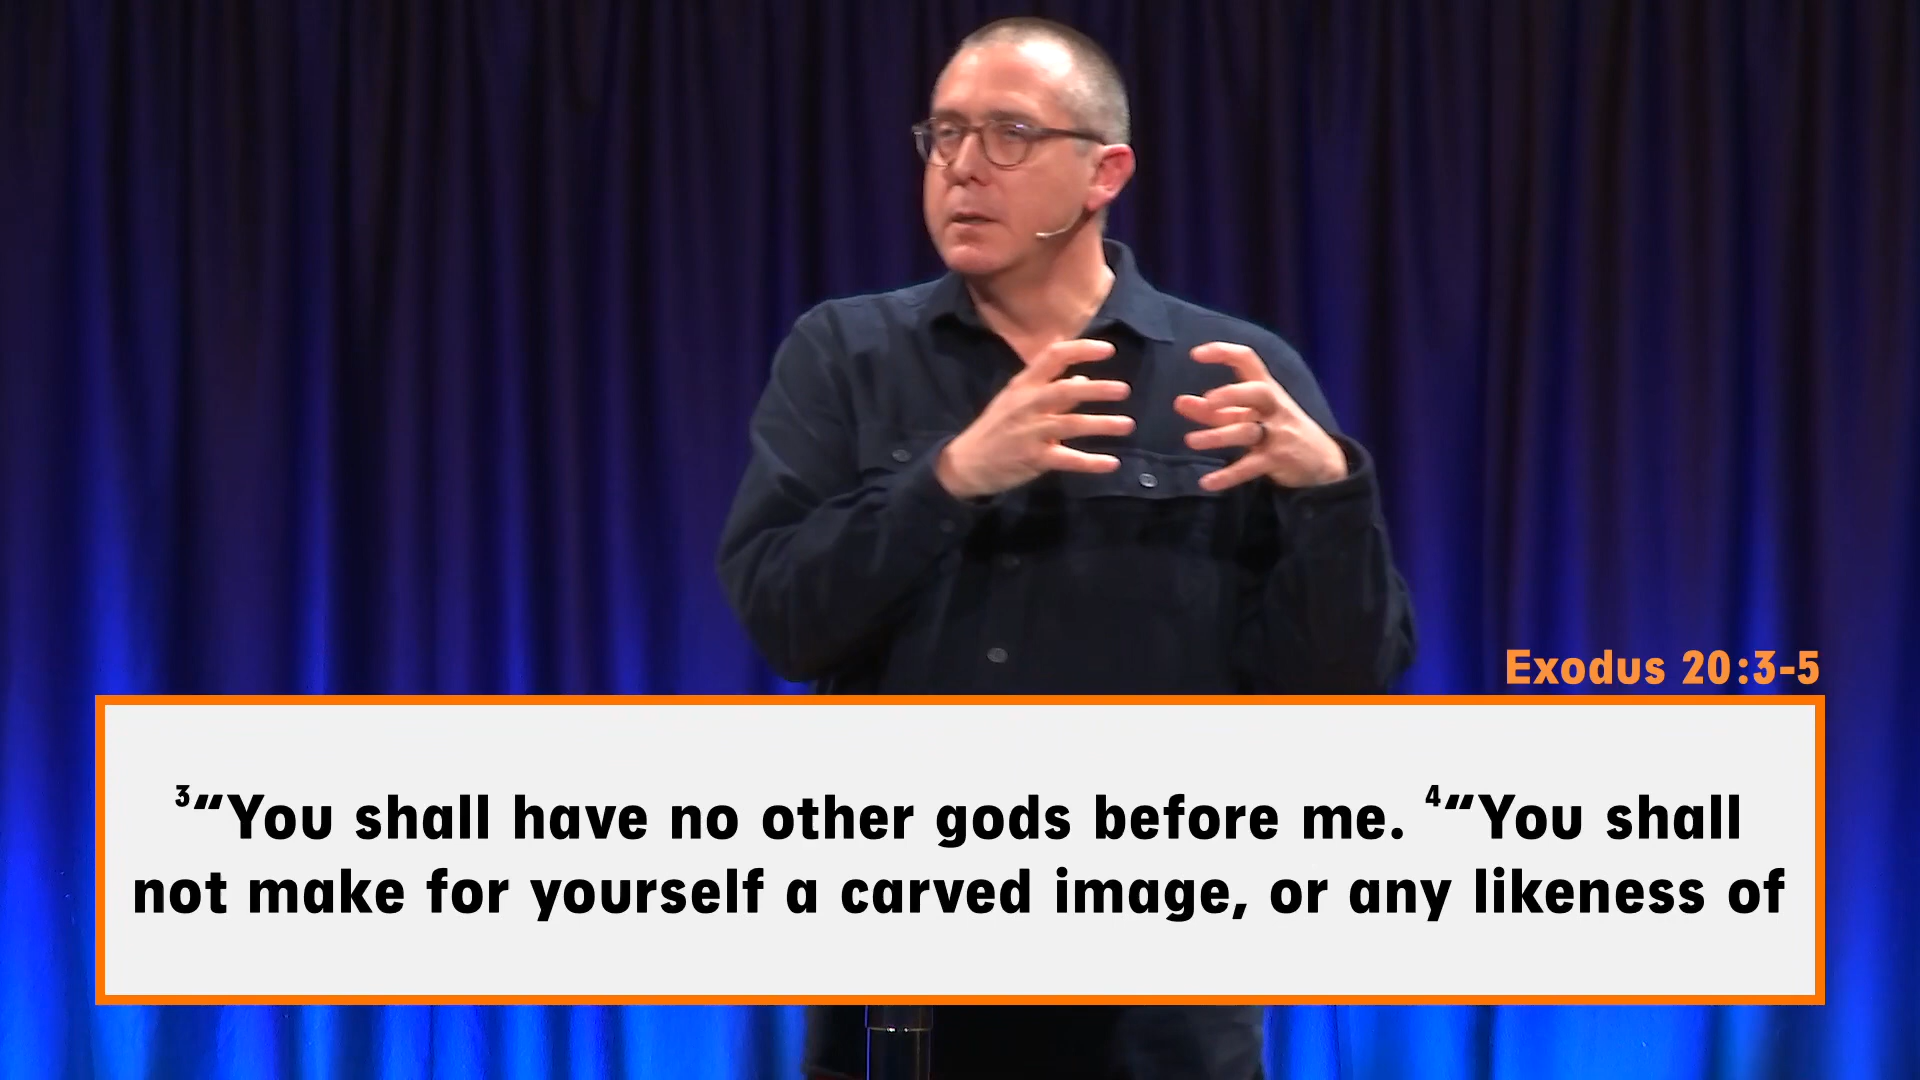 Exodus 20:3-5
³“You shall have no other gods before me. ⁴“You shall
not make for yourself a carved image, or any likeness of